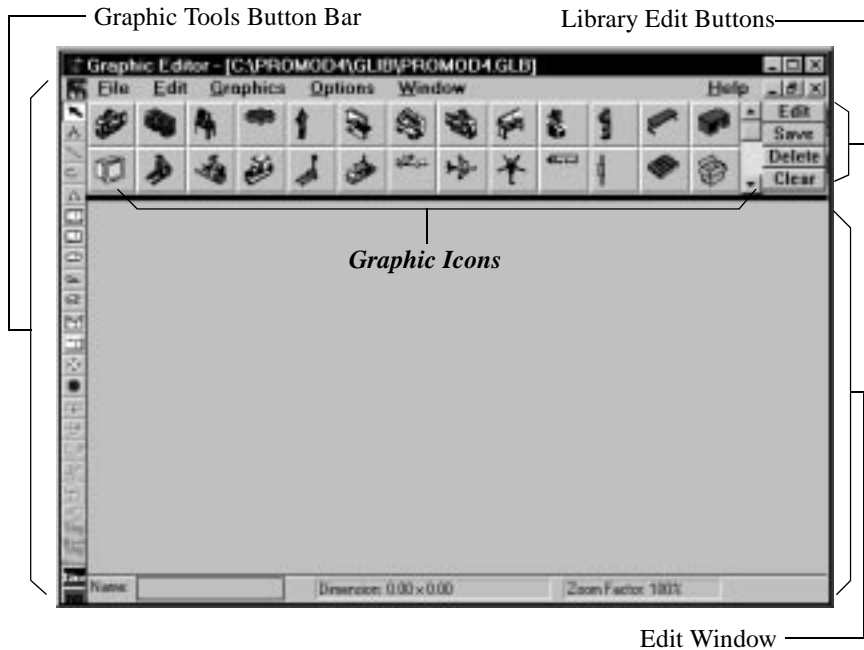 Graphic Tools Button Bar
Library Edit Buttons
Graphic Editor - [C:\PROMOD4\GLIB\PROMOD4.GLB]
File Edit Graphics Options Window Help
Edit
Save
Delete
Clear
Graphic Icons
Name: Dimension: 0.00 x 0.00 Zoom Factor: 100%
Edit Window